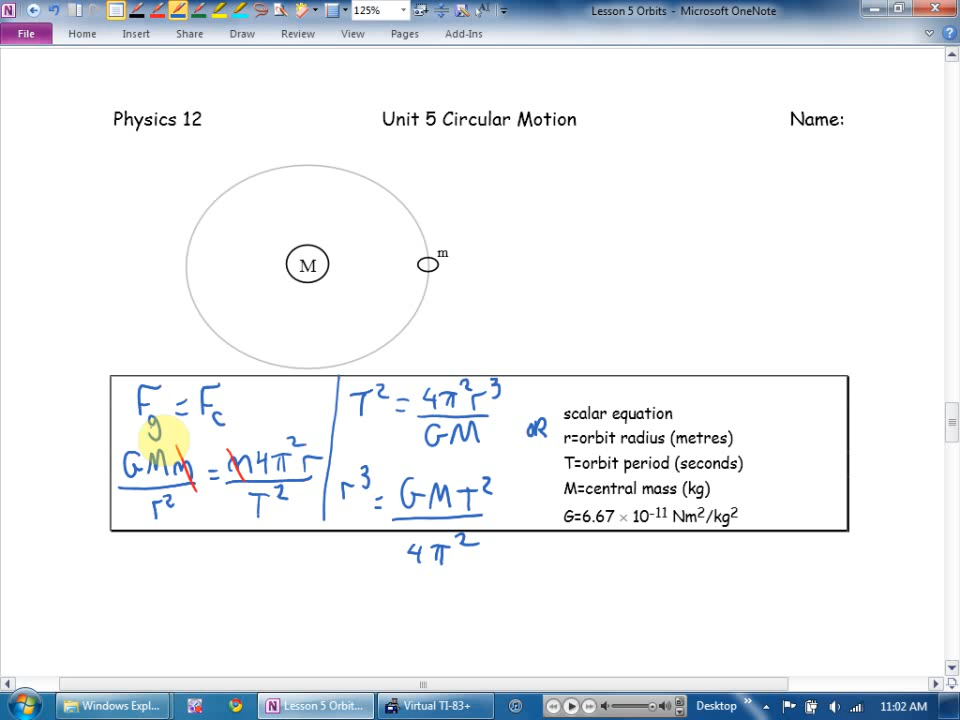 125%
Lesson 5 Orbits - Microsoft OneNote
File Home Insert Share Draw Review View Pages Add-Ins
Physics 12 Unit 5 Circular Motion Name:
M
m
F_g = F_c
GMm/r² = m4π²r/T²
T² = 4π²r³/GM
OR
r³ = GMT²/4π²
scalar equation
r=orbit radius (metres)
T=orbit period (seconds)
M=central mass (kg)
G=6.67 × 10⁻¹¹ Nm²/kg²
Windows Expl... Lesson 5 Orbit... Virtual TI-83+ Desktop 11:02 AM